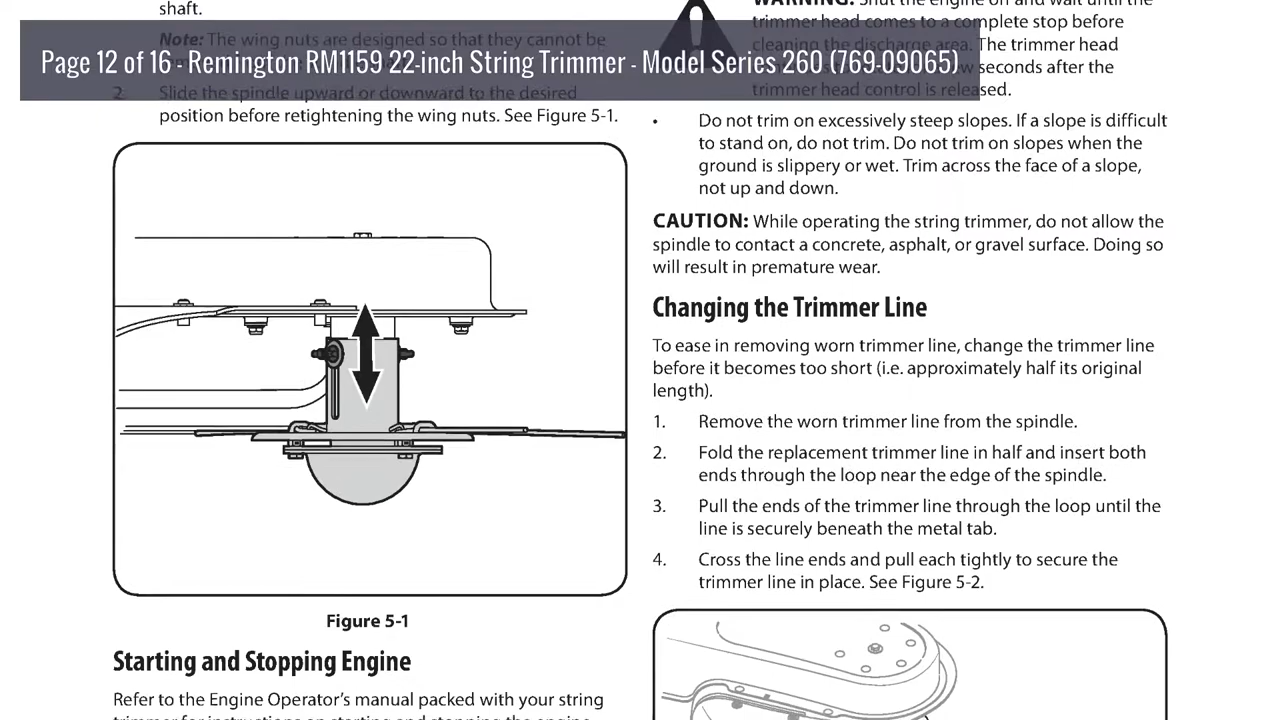 Page 12 of 16 - Remington RM1159 22-inch String Trimmer - Model Series 260 (769-09065)
shaft.
Note: The wing nuts are designed so that they cannot be
2. Slide the spindle upward or downward to the desired
position before retightening the wing nuts. See Figure 5-1.
Figure 5-1
Starting and Stopping Engine
Refer to the Engine Operator's manual packed with your string
trimmer for instructions on starting and stopping the engine.
WARNING: Shut the engine off and wait until the
trimmer head comes to a complete stop before
cleaning the discharge area. The trimmer head
seconds after the
trimmer head control is released.
• Do not trim on excessively steep slopes. If a slope is difficult
to stand on, do not trim. Do not trim on slopes when the
ground is slippery or wet. Trim across the face of a slope,
not up and down.
CAUTION: While operating the string trimmer, do not allow the
spindle to contact a concrete, asphalt, or gravel surface. Doing so
will result in premature wear.
Changing the Trimmer Line
To ease in removing worn trimmer line, change the trimmer line
before it becomes too short (i.e. approximately half its original
length).
1. Remove the worn trimmer line from the spindle.
2. Fold the replacement trimmer line in half and insert both
ends through the loop near the edge of the spindle.
3. Pull the ends of the trimmer line through the loop until the
line is securely beneath the metal tab.
4. Cross the line ends and pull each tightly to secure the
trimmer line in place. See Figure 5-2.